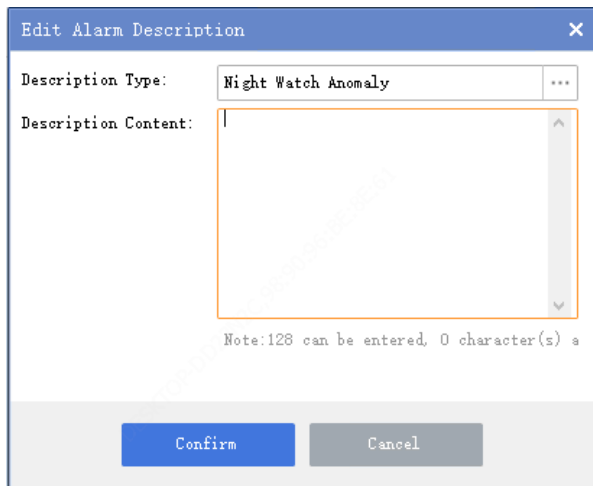 Edit Alarm Description
Description Type:
Night Watch Anomaly
...
Description Content:
Note:128 can be entered, 0 character(s) a
Confirm
Cancel